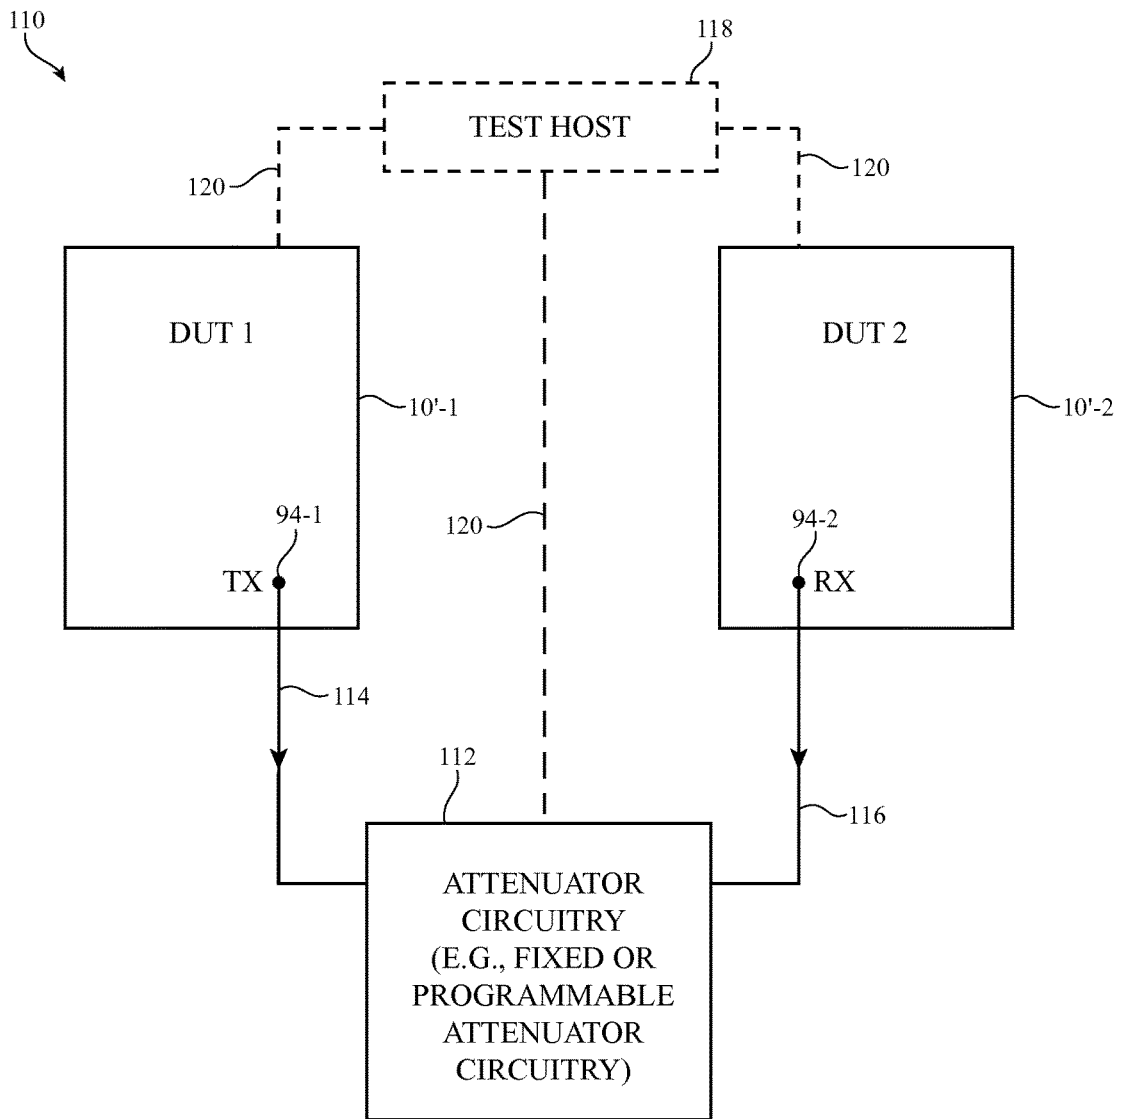 110
118
TEST HOST
120
120
DUT 1
DUT 2
10'-1
10'-2
94-1
94-2
120
TX
RX
114
112
116
ATTENUATOR
CIRCUITRY
(E.G., FIXED OR
PROGRAMMABLE
ATTENUATOR
CIRCUITRY)